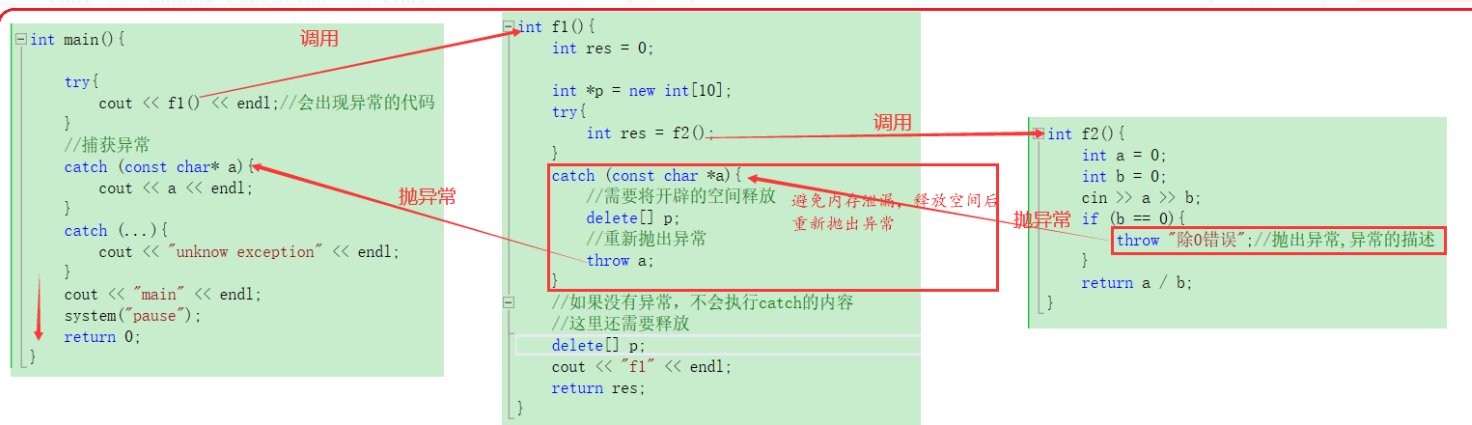 int main(){
调用
try{
cout << f1() << endl;//会出现异常的代码
}
//捕获异常
catch (const char* a){
cout << a << endl;
}
抛异常
catch (...){
cout << "unknow exception" << endl;
}
cout << "main" << endl;
system("pause");
return 0;
}
int f1(){
int res = 0;
int *p = new int[10];
try{
int res = f2();
}
调用
catch (const char *a){
//需要将开辟的空间释放
delete[] p;
//重新抛出异常
throw a;
}
避免内存泄漏，释放空间后
重新抛出异常
//如果没有异常，不会执行catch的内容
//这里还需要释放
delete[] p;
cout << "f1" << endl;
return res;
}
int f2(){
int a = 0;
int b = 0;
cin >> a >> b;
抛异常
if (b == 0){
throw "除0错误";//抛出异常,异常的描述
}
return a / b;
}